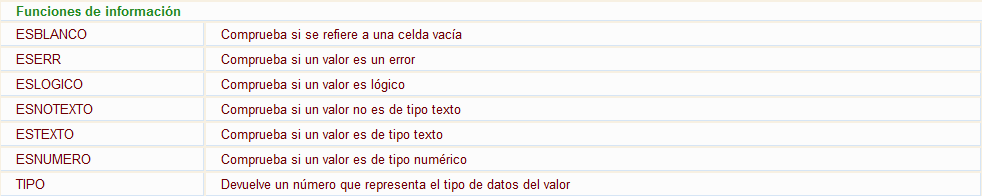 Funciones de información
ESBLANCO Comprueba si se refiere a una celda vacía
ESERR Comprueba si un valor es un error
ESLOGICO Comprueba si un valor es lógico
ESNOTEXTO Comprueba si un valor no es de tipo texto
ESTEXTO Comprueba si un valor es de tipo texto
ESNUMERO Comprueba si un valor es de tipo numérico
TIPO Devuelve un número que representa el tipo de datos del valor